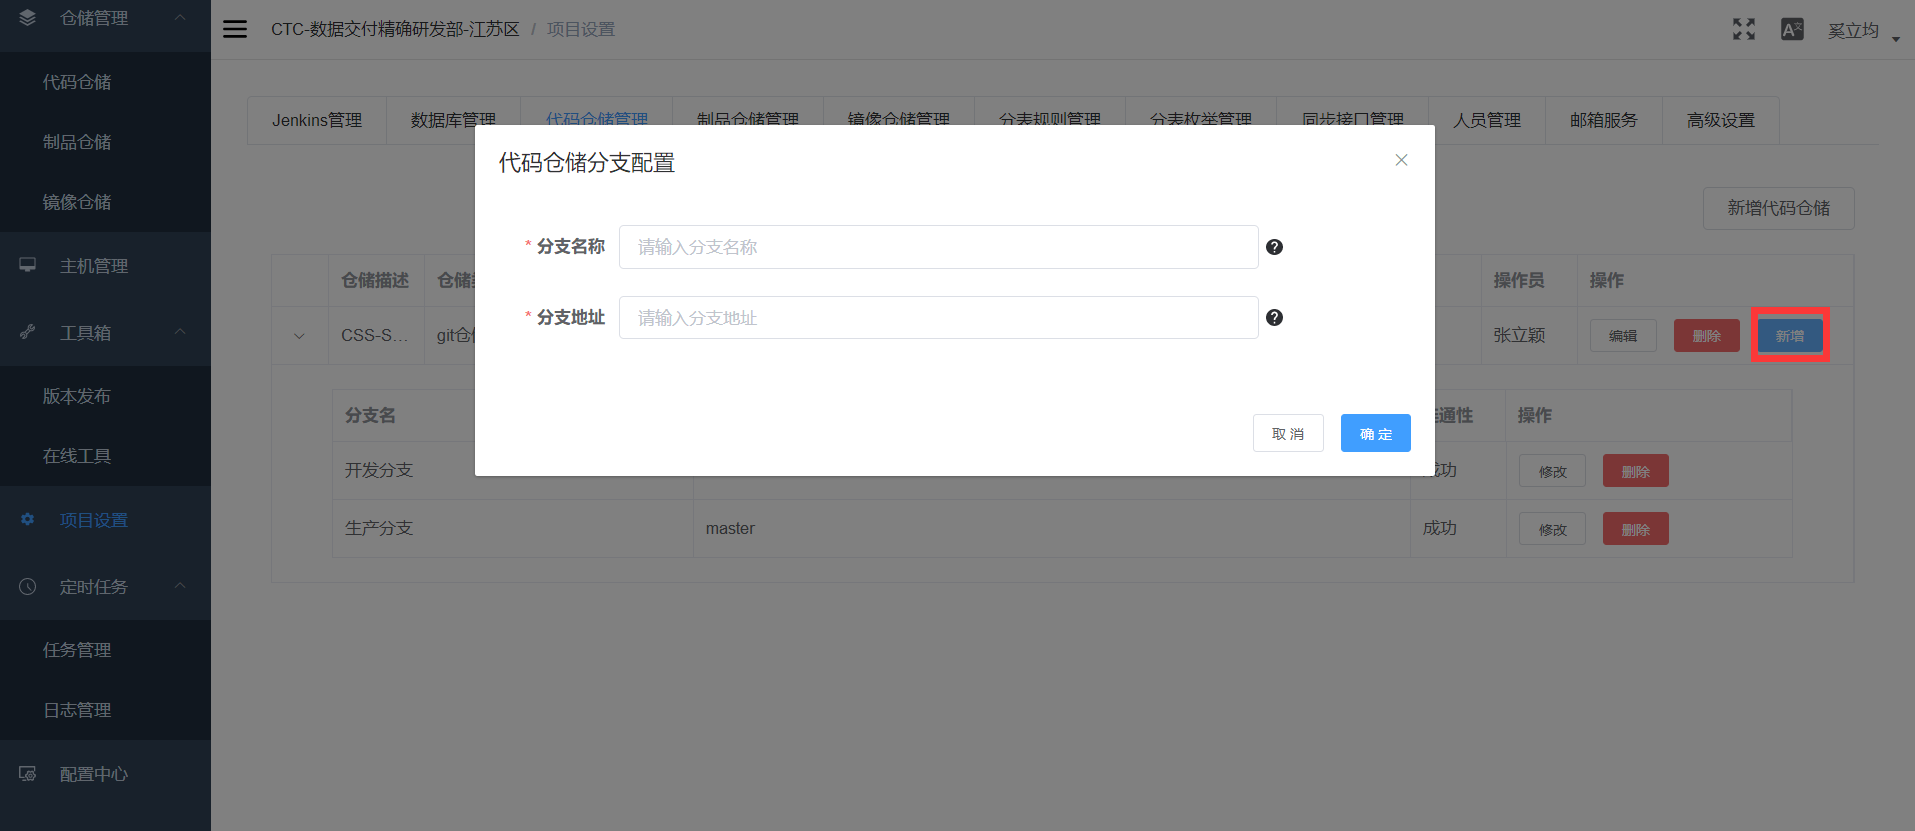 仓储管理
代码仓储
制品仓储
镜像仓储
主机管理
工具箱
版本发布
在线工具
项目设置
定时任务
任务管理
日志管理
配置中心
CTC-数据交付精确研发部-江苏区 / 项目设置
奚立均
Jenkins管理 数据库管理 代码仓储管理 制品仓储管理 镜像仓储管理 分表规则管理 分表枚举管理 同步接口管理 人员管理 邮箱服务 高级设置
新增代码仓储
代码仓储分支配置
* 分支名称 请输入分支名称
* 分支地址 请输入分支地址
取 消 确 定
仓储描述 操作员 操作
CSS-S... git仓 张立颖 编辑 删除 新增
分支名 通性 操作
开发分支 成功 修改 删除
生产分支 master 成功 修改 删除